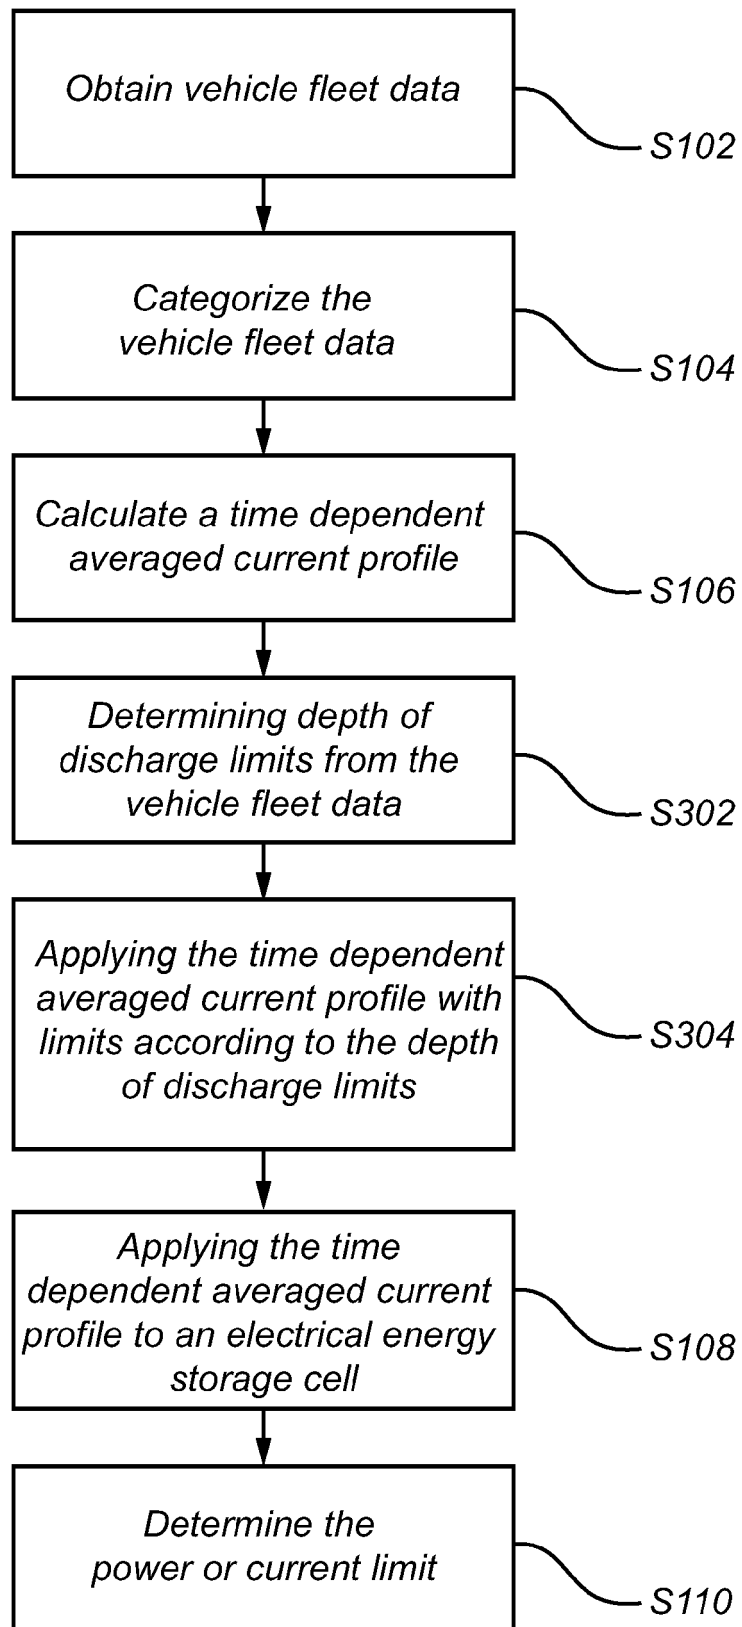 Obtain vehicle fleet data
S102
Categorize the
vehicle fleet data
S104
Calculate a time dependent
averaged current profile
S106
Determining depth of
discharge limits from the
vehicle fleet data
S302
Applying the time dependent
averaged current profile with
limits according to the depth
of discharge limits
S304
Applying the time
dependent averaged current
profile to an electrical energy
storage cell
S108
Determine the
power or current limit
S110